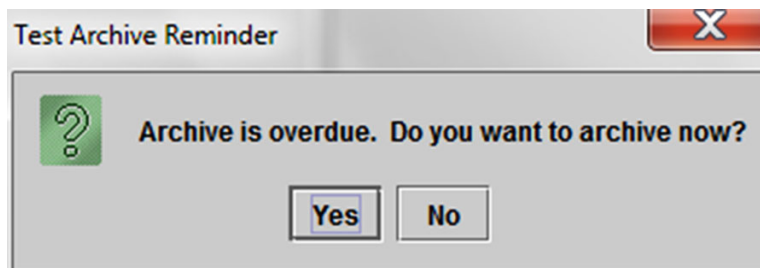 Test Archive Reminder
Archive is overdue. Do you want to archive now?
Yes No